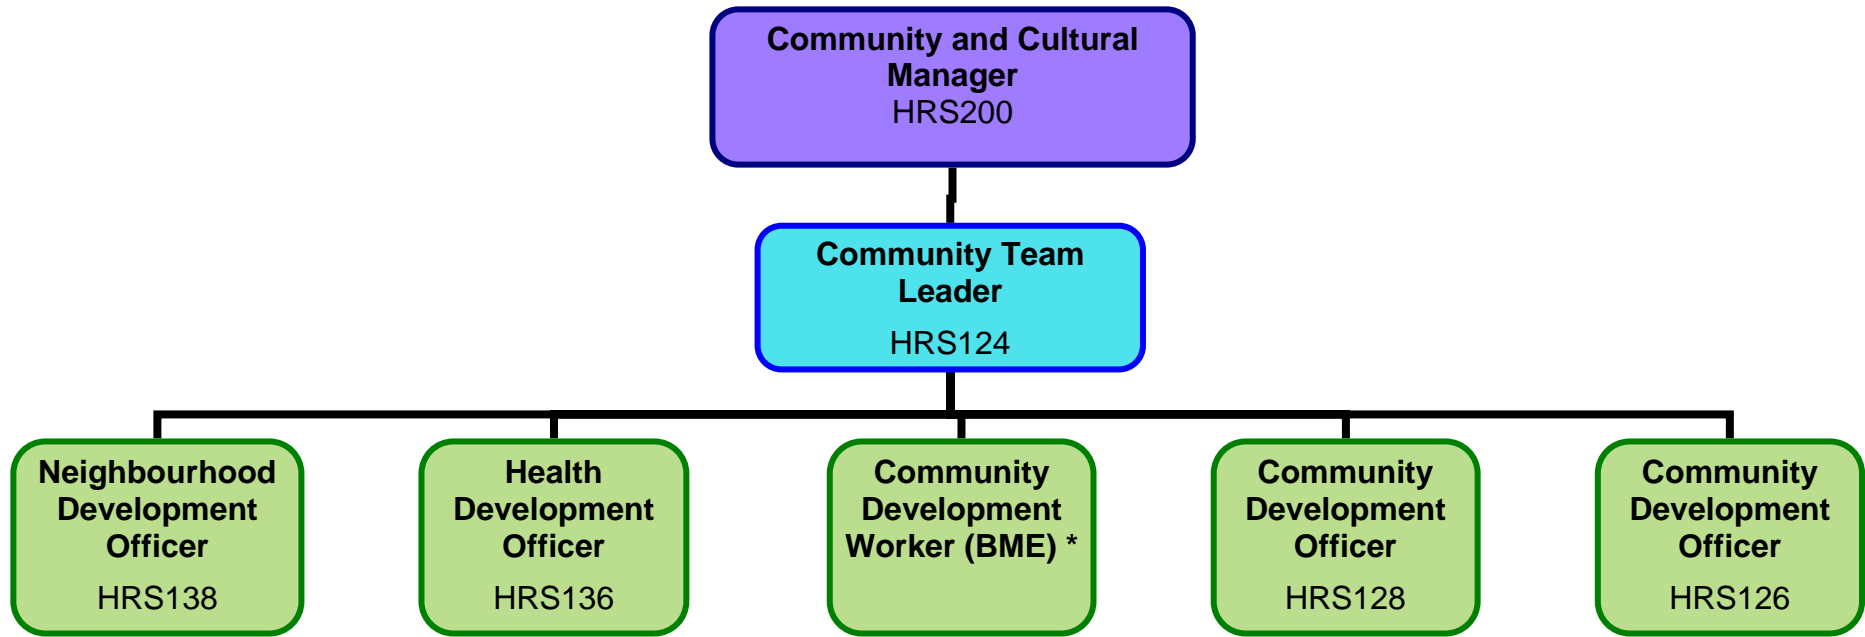 Community and Cultural
Manager
HRS200
Community Team
Leader
HRS124
Neighbourhood
Development
Officer
HRS138
Health
Development
Officer
HRS136
Community
Development
Worker (BME) *
Community
Development
Officer
HRS128
Community
Development
Officer
HRS126